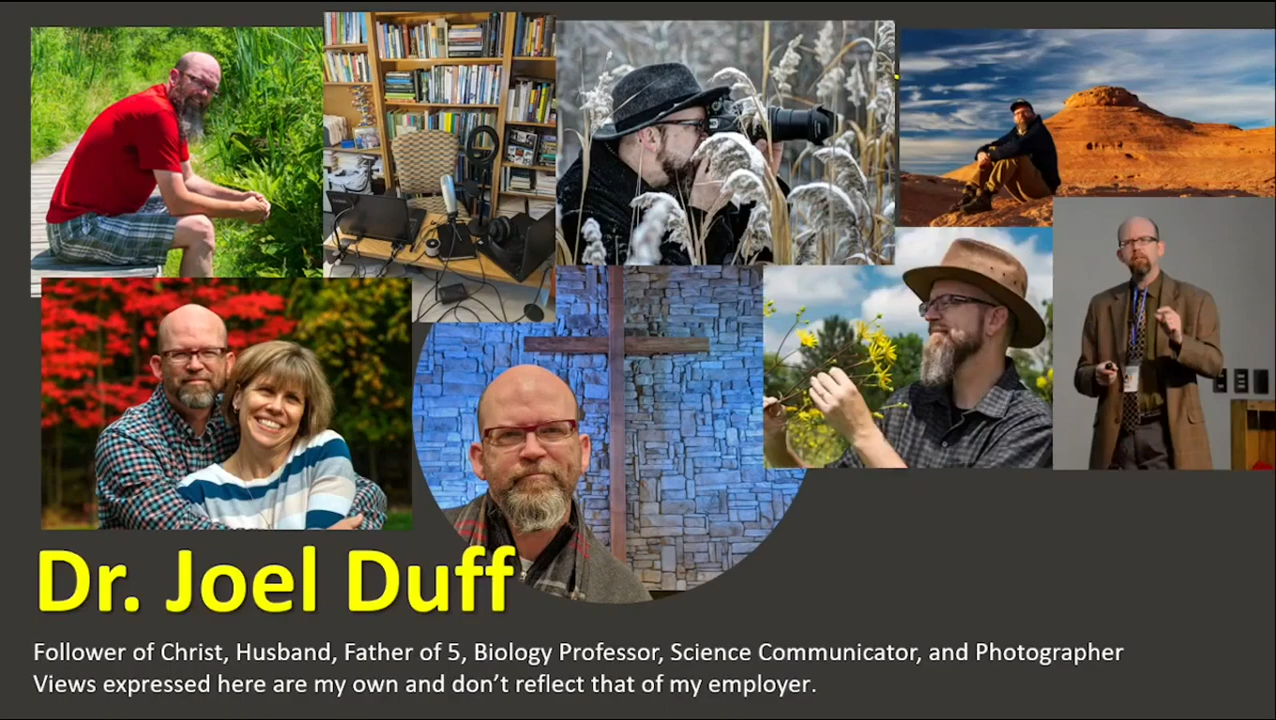 Dr. Joel Duff
Follower of Christ, Husband, Father of 5, Biology Professor, Science Communicator, and Photographer
Views expressed here are my own and don’t reflect that of my employer.